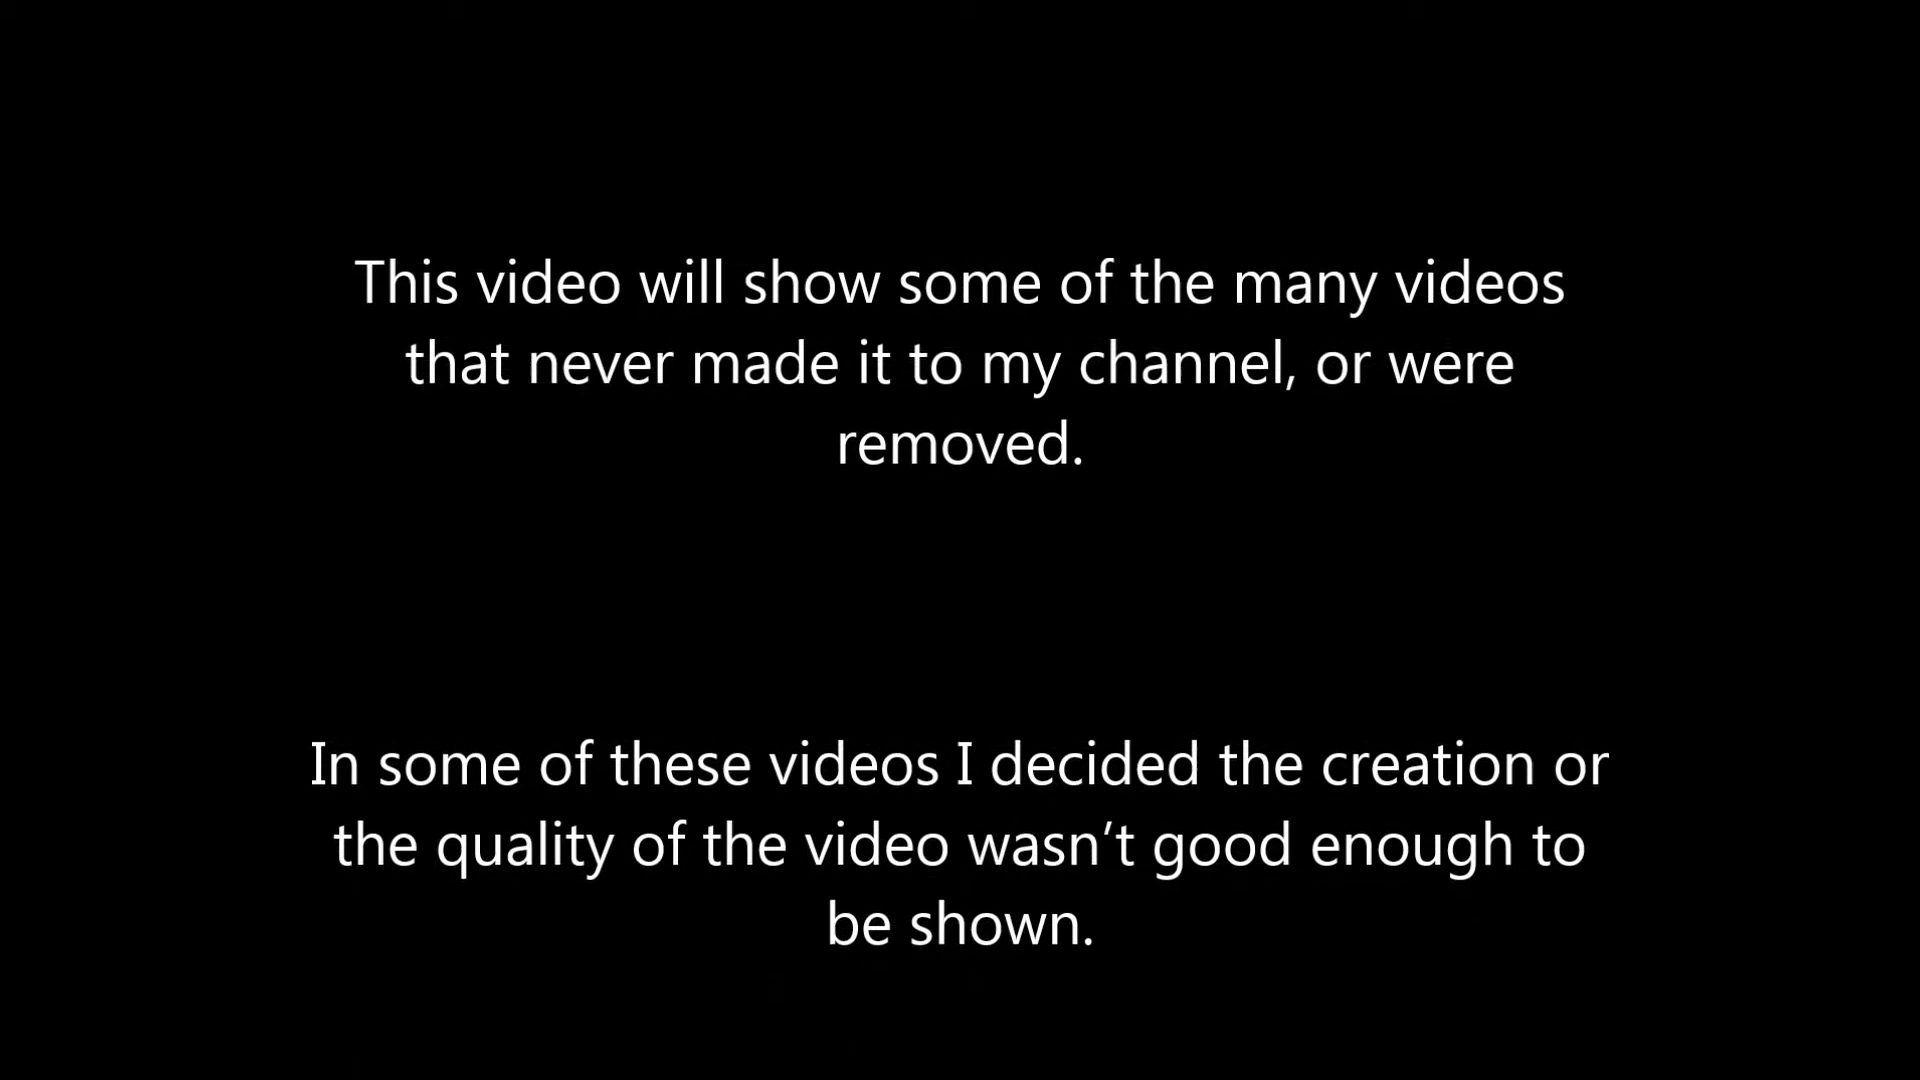 This video will show some of the many videos
that never made it to my channel, or were
removed.
In some of these videos I decided the creation or
the quality of the video wasn’t good enough to
be shown.